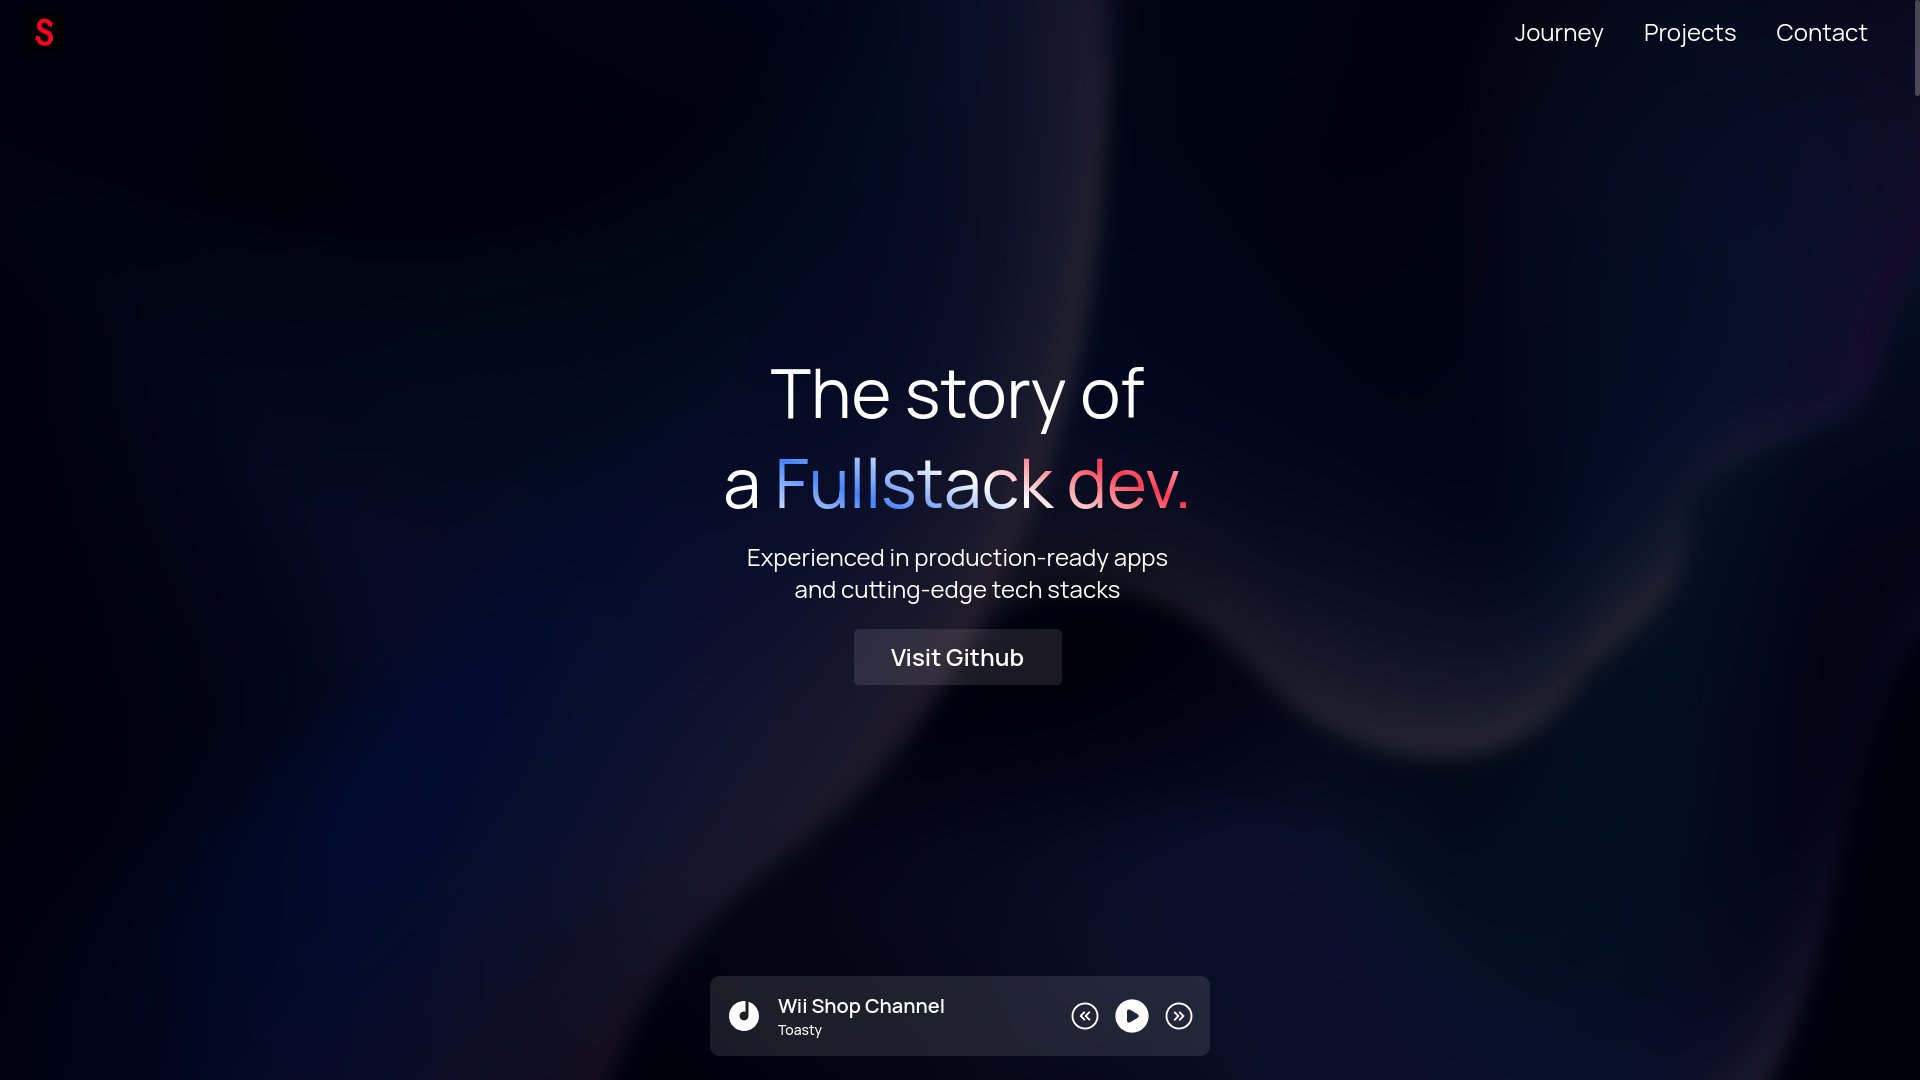 S
Journey
Projects
Contact
The story of
a Fullstack dev.
Experienced in production-ready apps
and cutting-edge tech stacks
Visit Github
Wii Shop Channel
Toasty